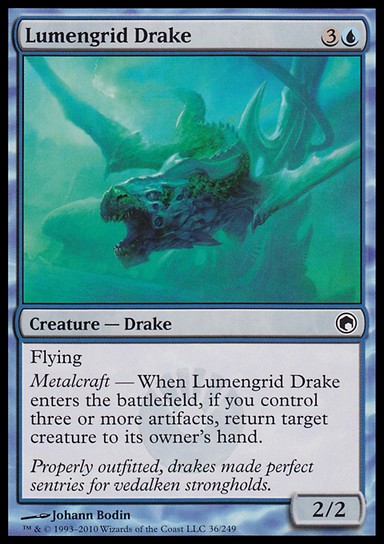 Lumengrid Drake 3
Creature — Drake
Flying
Metalcraft — When Lumengrid Drake
enters the battlefield, if you control
three or more artifacts, return target
creature to its owner's hand.
Properly outfitted, drakes made perfect
sentries for vedalken strongholds.
2/2
Johann Bodin
™ & © 1993–2010 Wizards of the Coast LLC 36/249